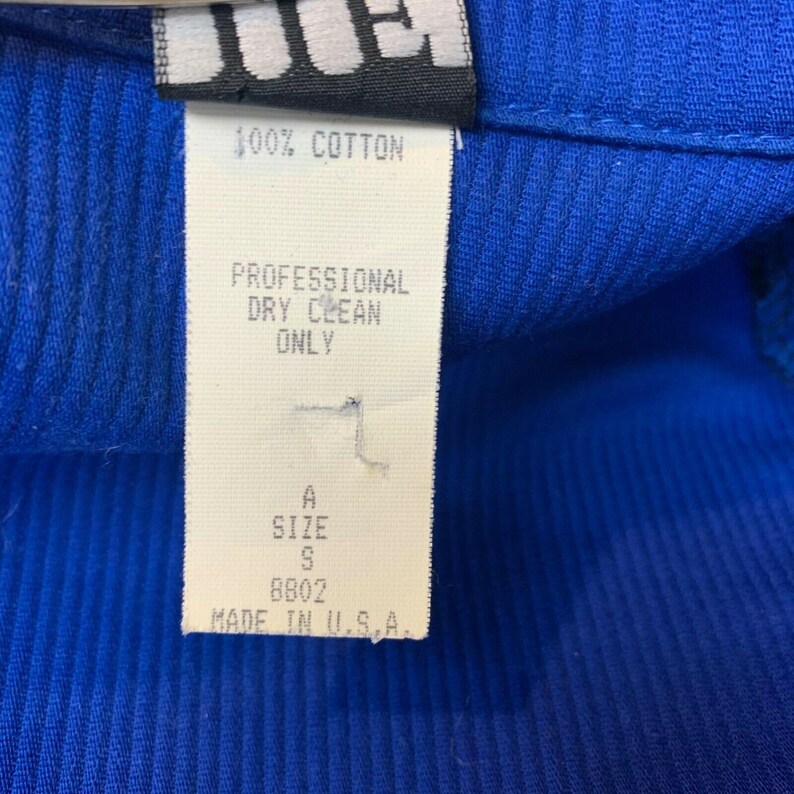 100% COTTON
PROFESSIONAL
DRY CLEAN
ONLY
A
SIZE
S
8802
MADE IN U.S.A.